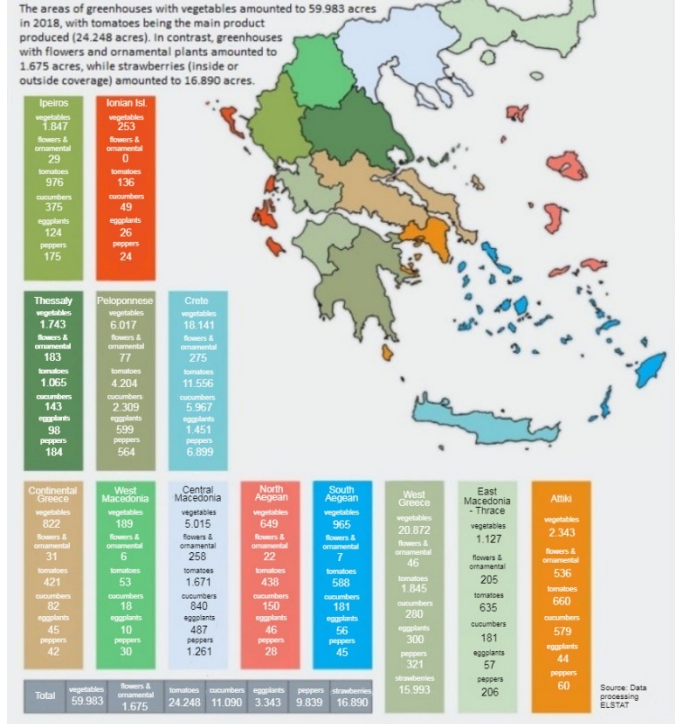 The areas of greenhouses with vegetables amounted to 59.983 acres
in 2018, with tomatoes being the main product
produced (24.248 acres). In contrast, greenhouses
with flowers and ornamental plants amounted to
1.675 acres, while strawberries (inside or
outside coverage) amounted to 16.890 acres.
Ipeiros
vegetables
1.847
flowers &
ornamental
29
tomatoes
976
cucumbers
375
eggplants
124
peppers
175
Ionian Isl.
vegetables
253
flowers &
ornamental
0
tomatoes
136
cucumbers
49
eggplants
26
peppers
24
Thessaly
vegetables
1.743
flowers &
ornamental
183
tomatoes
1.065
cucumbers
143
eggplants
98
peppers
184
Peloponnese
vegetables
6.017
flowers &
ornamental
77
tomatoes
4.204
cucumbers
2.309
eggplants
599
peppers
564
Crete
vegetables
18.141
flowers &
ornamental
275
tomatoes
11.556
cucumbers
5.967
eggplants
1.451
peppers
6.899
Continental
Greece
vegetables
822
flowers &
ornamental
31
tomatoes
421
cucumbers
82
eggplants
45
peppers
42
West
Macedonia
vegetables
189
flowers &
ornamental
6
tomatoes
53
cucumbers
18
eggplants
10
peppers
30
Central
Macedonia
vegetables
5.015
flowers &
ornamental
258
tomatoes
1.671
cucumbers
840
eggplants
487
peppers
1.261
North
Aegean
vegetables
649
flowers &
ornamental
22
tomatoes
438
cucumbers
150
eggplants
46
peppers
28
South
Aegean
vegetables
965
flowers &
ornamental
7
tomatoes
588
cucumbers
181
eggplants
56
peppers
45
West
Greece
vegetables
20.872
flowers &
ornamental
46
tomatoes
1.845
cucumbers
280
eggplants
300
peppers
321
strawberries
15.993
East
Macedonia
- Thrace
vegetables
1.127
flowers &
ornamental
205
tomatoes
635
cucumbers
181
eggplants
57
peppers
206
Attiki
vegetables
2.343
flowers &
ornamental
536
tomatoes
660
cucumbers
579
eggplants
44
peppers
60
Total
vegetables
59.983
flowers &
ornamental
1.675
tomatoes
24.248
cucumbers
11.090
eggplants
3.343
peppers
9.839
strawberries
16.890
Source: Data
processing
ELSTAT